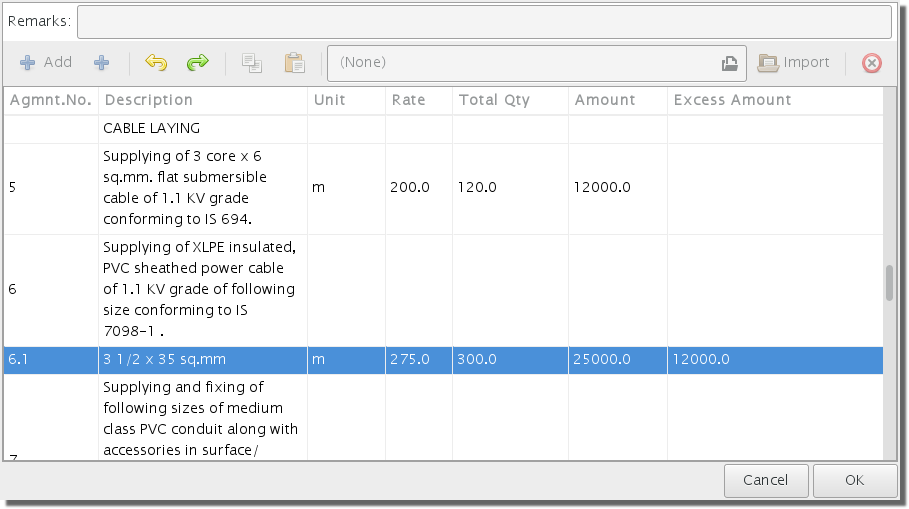 Remarks:
Add (None) Import
Agmnt.No. Description Unit Rate Total Qty Amount Excess Amount
CABLE LAYING
Supplying of 3 core x 6
sq.mm. flat submersible
5 m 200.0 120.0 12000.0
cable of 1.1 KV grade
conforming to IS 694.
Supplying of XLPE insulated,
PVC sheathed power cable
6 of 1.1 KV grade of following
size conforming to IS
7098-1 .
6.1 3 1/2 x 35 sq.mm m 275.0 300.0 25000.0 12000.0
Supplying and fixing of
following sizes of medium
class PVC conduit along with
accessories in surface/
Cancel OK